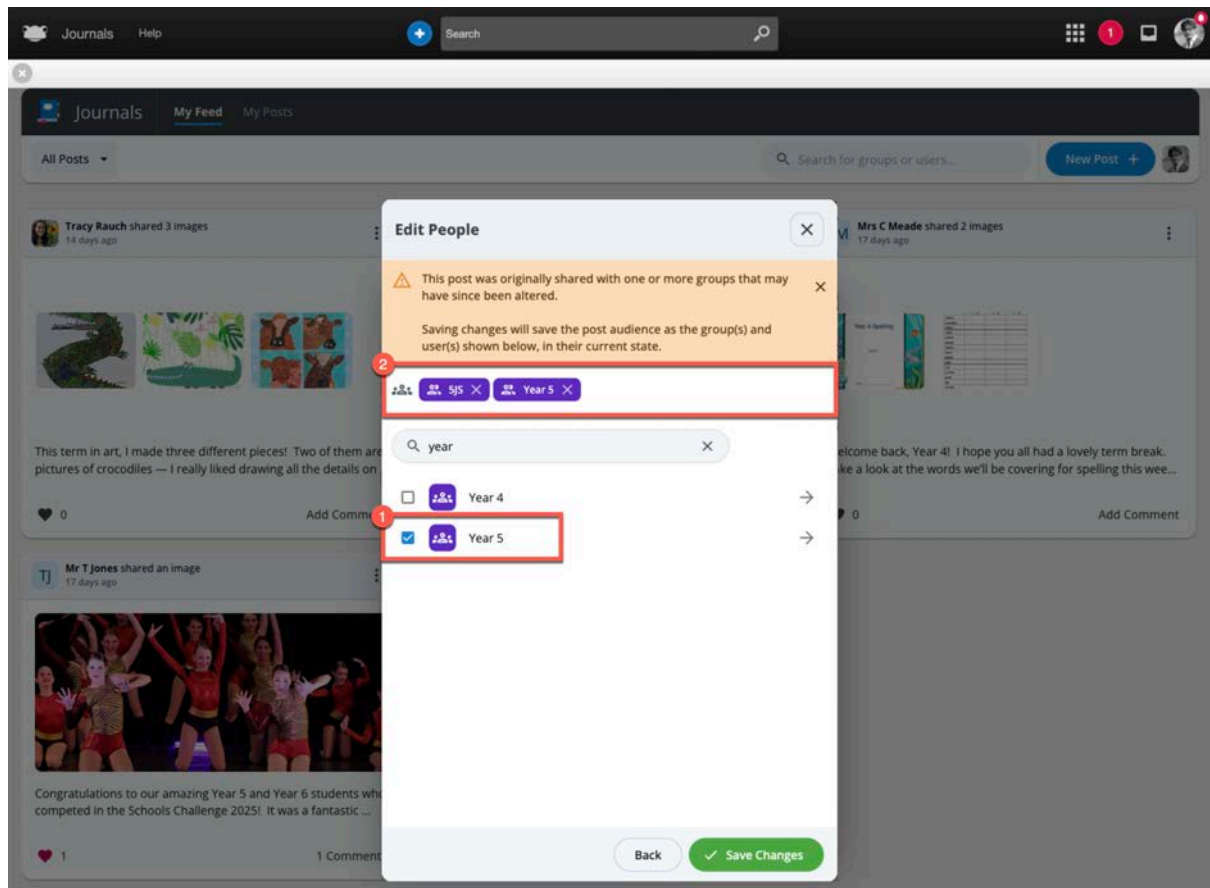 Journals Help
Search
1
Journals My Feed My Posts
All Posts
Search for groups or users...
New Post +
Tracy Rauch shared 3 images
14 days ago
This term in art, I made three different pieces! Two of them are
pictures of crocodiles — I really liked drawing all the details on
0 Add Comme
Mr T Jones shared an image
TJ
17 days ago
Congratulations to our amazing Year 5 and Year 6 students who
competed in the Schools Challenge 2025! It was a fantastic ...
1 1 Comment
Edit People
This post was originally shared with one or more groups that may
have since been altered.
Saving changes will save the post audience as the group(s) and
user(s) shown below, in their current state.
2
5JS Year 5
year
Year 4
1
Year 5
Back Save Changes
M Mrs C Meade shared 2 images
17 days ago
Year 4 Spelling
elcome back, Year 4! I hope you all had a lovely term break.
ke a look at the words we'll be covering for spelling this wee...
0 Add Comment